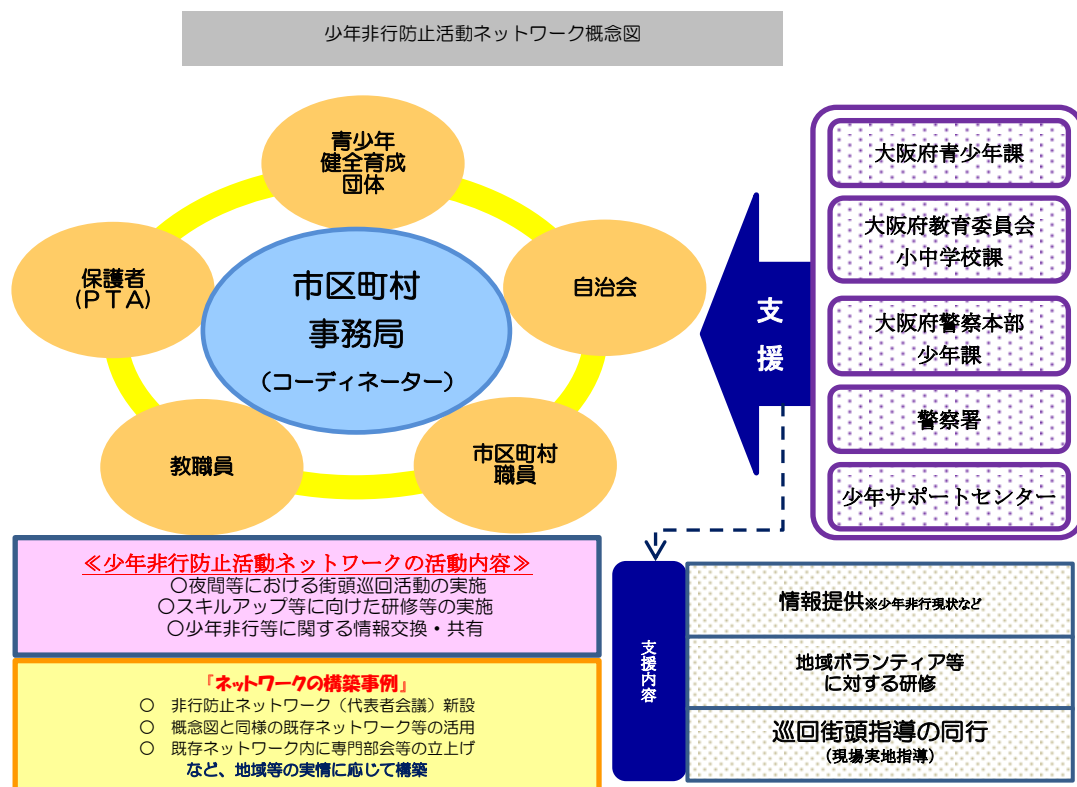 少年非行防止活動ネットワーク概念図
青少年
健全育成
団体
保護者
(ＰＴＡ)
自治会
市区町村
事務局
（コーディネーター）
教職員
市区町村
職員
支
援
大阪府青少年課
大阪府教育委員会
小中学校課
大阪府警察本部
少年課
警察署
少年サポートセンター
≪少年非行防止活動ネットワークの活動内容≫
〇夜間等における街頭巡回活動の実施
〇スキルアップ等に向けた研修等の実施
〇少年非行等に関する情報交換・共有
『ネットワークの構築事例』
〇　非行防止ネットワーク（代表者会議）新設
〇　概念図と同様の既存ネットワーク等の活用
〇　既存ネットワーク内に専門部会等の立上げ
など、地域等の実情に応じて構築
支援内容
情報提供※少年非行現状など
地域ボランティア等
に対する研修
巡回街頭指導の同行
（現場実地指導）